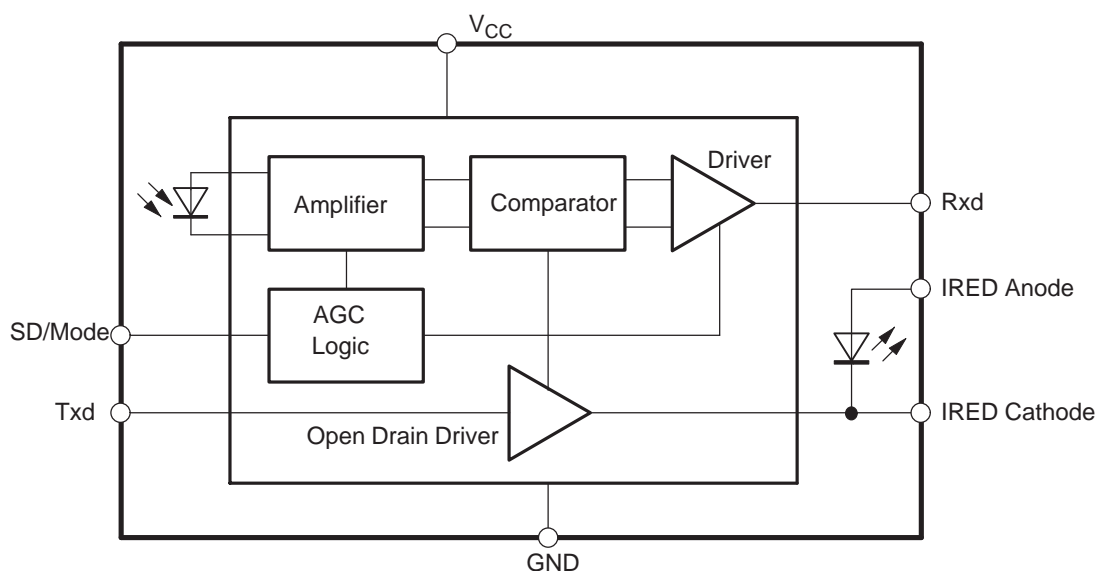 VCC
Driver
Amplifier
Comparator
Rxd
IRED Anode
AGC
Logic
SD/Mode
Txd
Open Drain Driver
IRED Cathode
GND